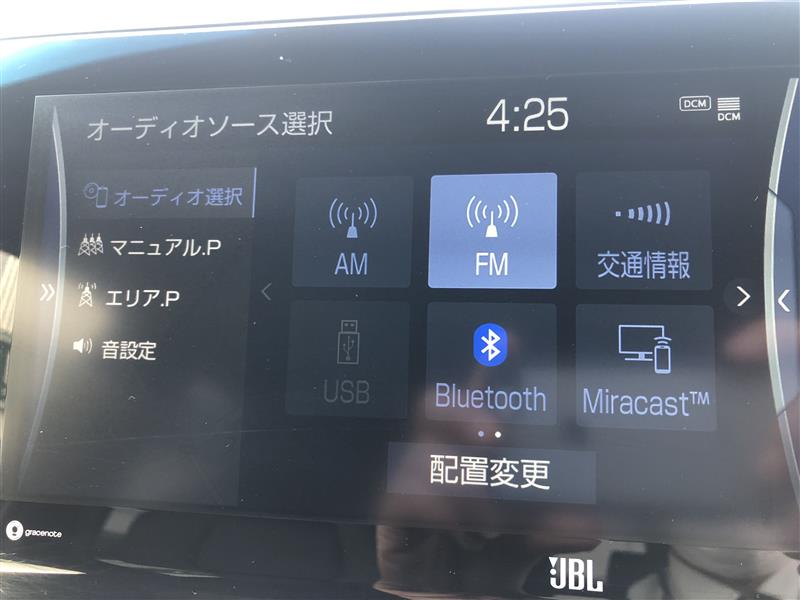 オーディオソース選択
4:25
DCM
DCM
オーディオ選択
マニュアル.P
エリア.P
音設定
AM
FM
交通情報
USB
Bluetooth
Miracast™
配置変更
gracenote
JBL